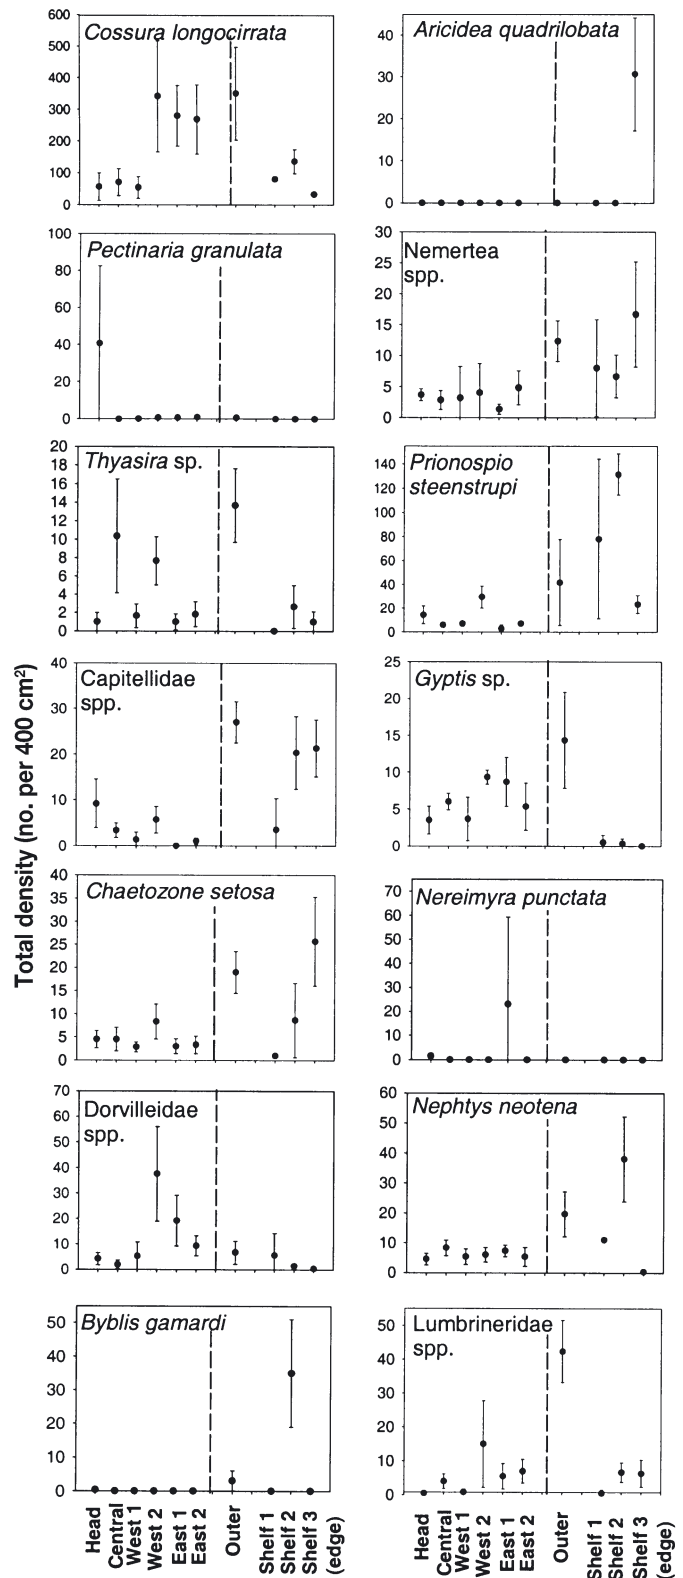 Total density (no. per 400 cm²)
Cossura longocirrata
600
500
400
300
200
100
0
Aricidea quadrilobata
40
30
20
10
0
Pectinaria granulata
100
80
60
40
20
0
Nemertea
spp.
30
25
20
15
10
5
0
Thyasira sp.
20
18
16
14
12
10
8
6
4
2
0
Prionospio
steenstrupi
140
120
100
80
60
40
20
0
Capitellidae
spp.
40
30
20
10
0
Gyptis sp.
25
20
15
10
5
0
Chaetozone setosa
40
35
30
25
20
15
10
5
0
Nereimyra punctata
70
60
50
40
30
20
10
0
Dorvilleidae
spp.
70
60
50
40
30
20
10
0
Nephtys neotena
60
50
40
30
20
10
0
Byblis gamardi
50
40
30
20
10
0
Head
Central
West 1
West 2
East 1
East 2
Outer
Shelf 1
Shelf 2
Shelf 3
(edge)
Lumbrineridae
spp.
50
40
30
20
10
0
Head
Central
West 1
West 2
East 1
East 2
Outer
Shelf 1
Shelf 2
Shelf 3
(edge)